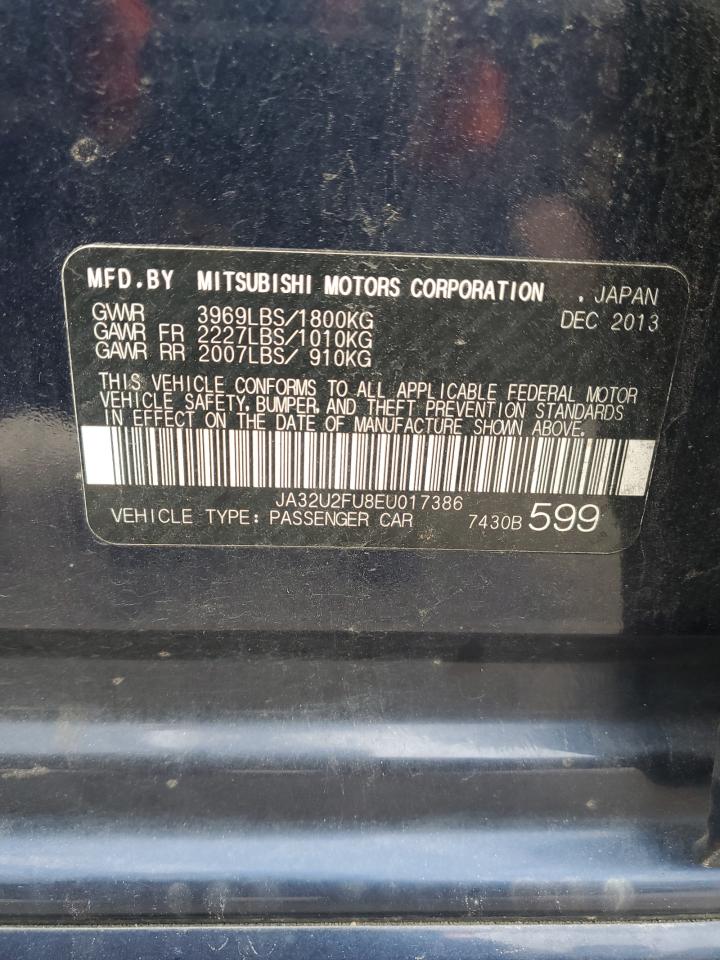 MFD.BY MITSUBISHI MOTORS CORPORATION . JAPAN
GVWR 3969LBS/1800KG DEC 2013
GAWR FR 2227LBS/1010KG
GAWR RR 2007LBS/ 910KG
THIS VEHICLE CONFORMS TO ALL APPLICABLE FEDERAL MOTOR
VEHICLE SAFETY, BUMPER, AND THEFT PREVENTION STANDARDS
IN EFFECT ON THE DATE OF MANUFACTURE SHOWN ABOVE.
JA32U2FU8EU017386
VEHICLE TYPE: PASSENGER CAR 7430B 599